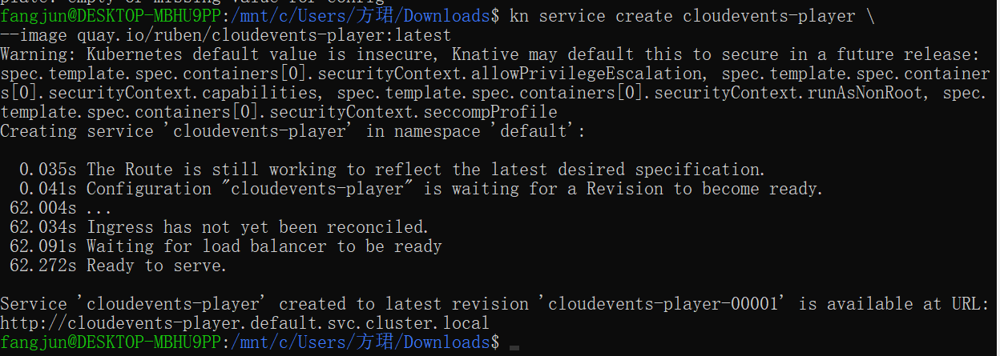 plate: empty or missing value for config
fangjun@DESKTOP-MBHU9PP:/mnt/c/Users/方珺/Downloads$ kn service create cloudevents-player \
--image quay.io/ruben/cloudevents-player:latest
Warning: Kubernetes default value is insecure, Knative may default this to secure in a future release:
spec.template.spec.containers[0].securityContext.allowPrivilegeEscalation, spec.template.spec.container
s[0].securityContext.capabilities, spec.template.spec.containers[0].securityContext.runAsNonRoot, spec.
template.spec.containers[0].securityContext.seccompProfile
Creating service 'cloudevents-player' in namespace 'default':

  0.035s The Route is still working to reflect the latest desired specification.
  0.041s Configuration "cloudevents-player" is waiting for a Revision to become ready.
 62.004s ...
 62.034s Ingress has not yet been reconciled.
 62.091s Waiting for load balancer to be ready
 62.272s Ready to serve.

Service 'cloudevents-player' created to latest revision 'cloudevents-player-00001' is available at URL:
http://cloudevents-player.default.svc.cluster.local
fangjun@DESKTOP-MBHU9PP:/mnt/c/Users/方珺/Downloads$